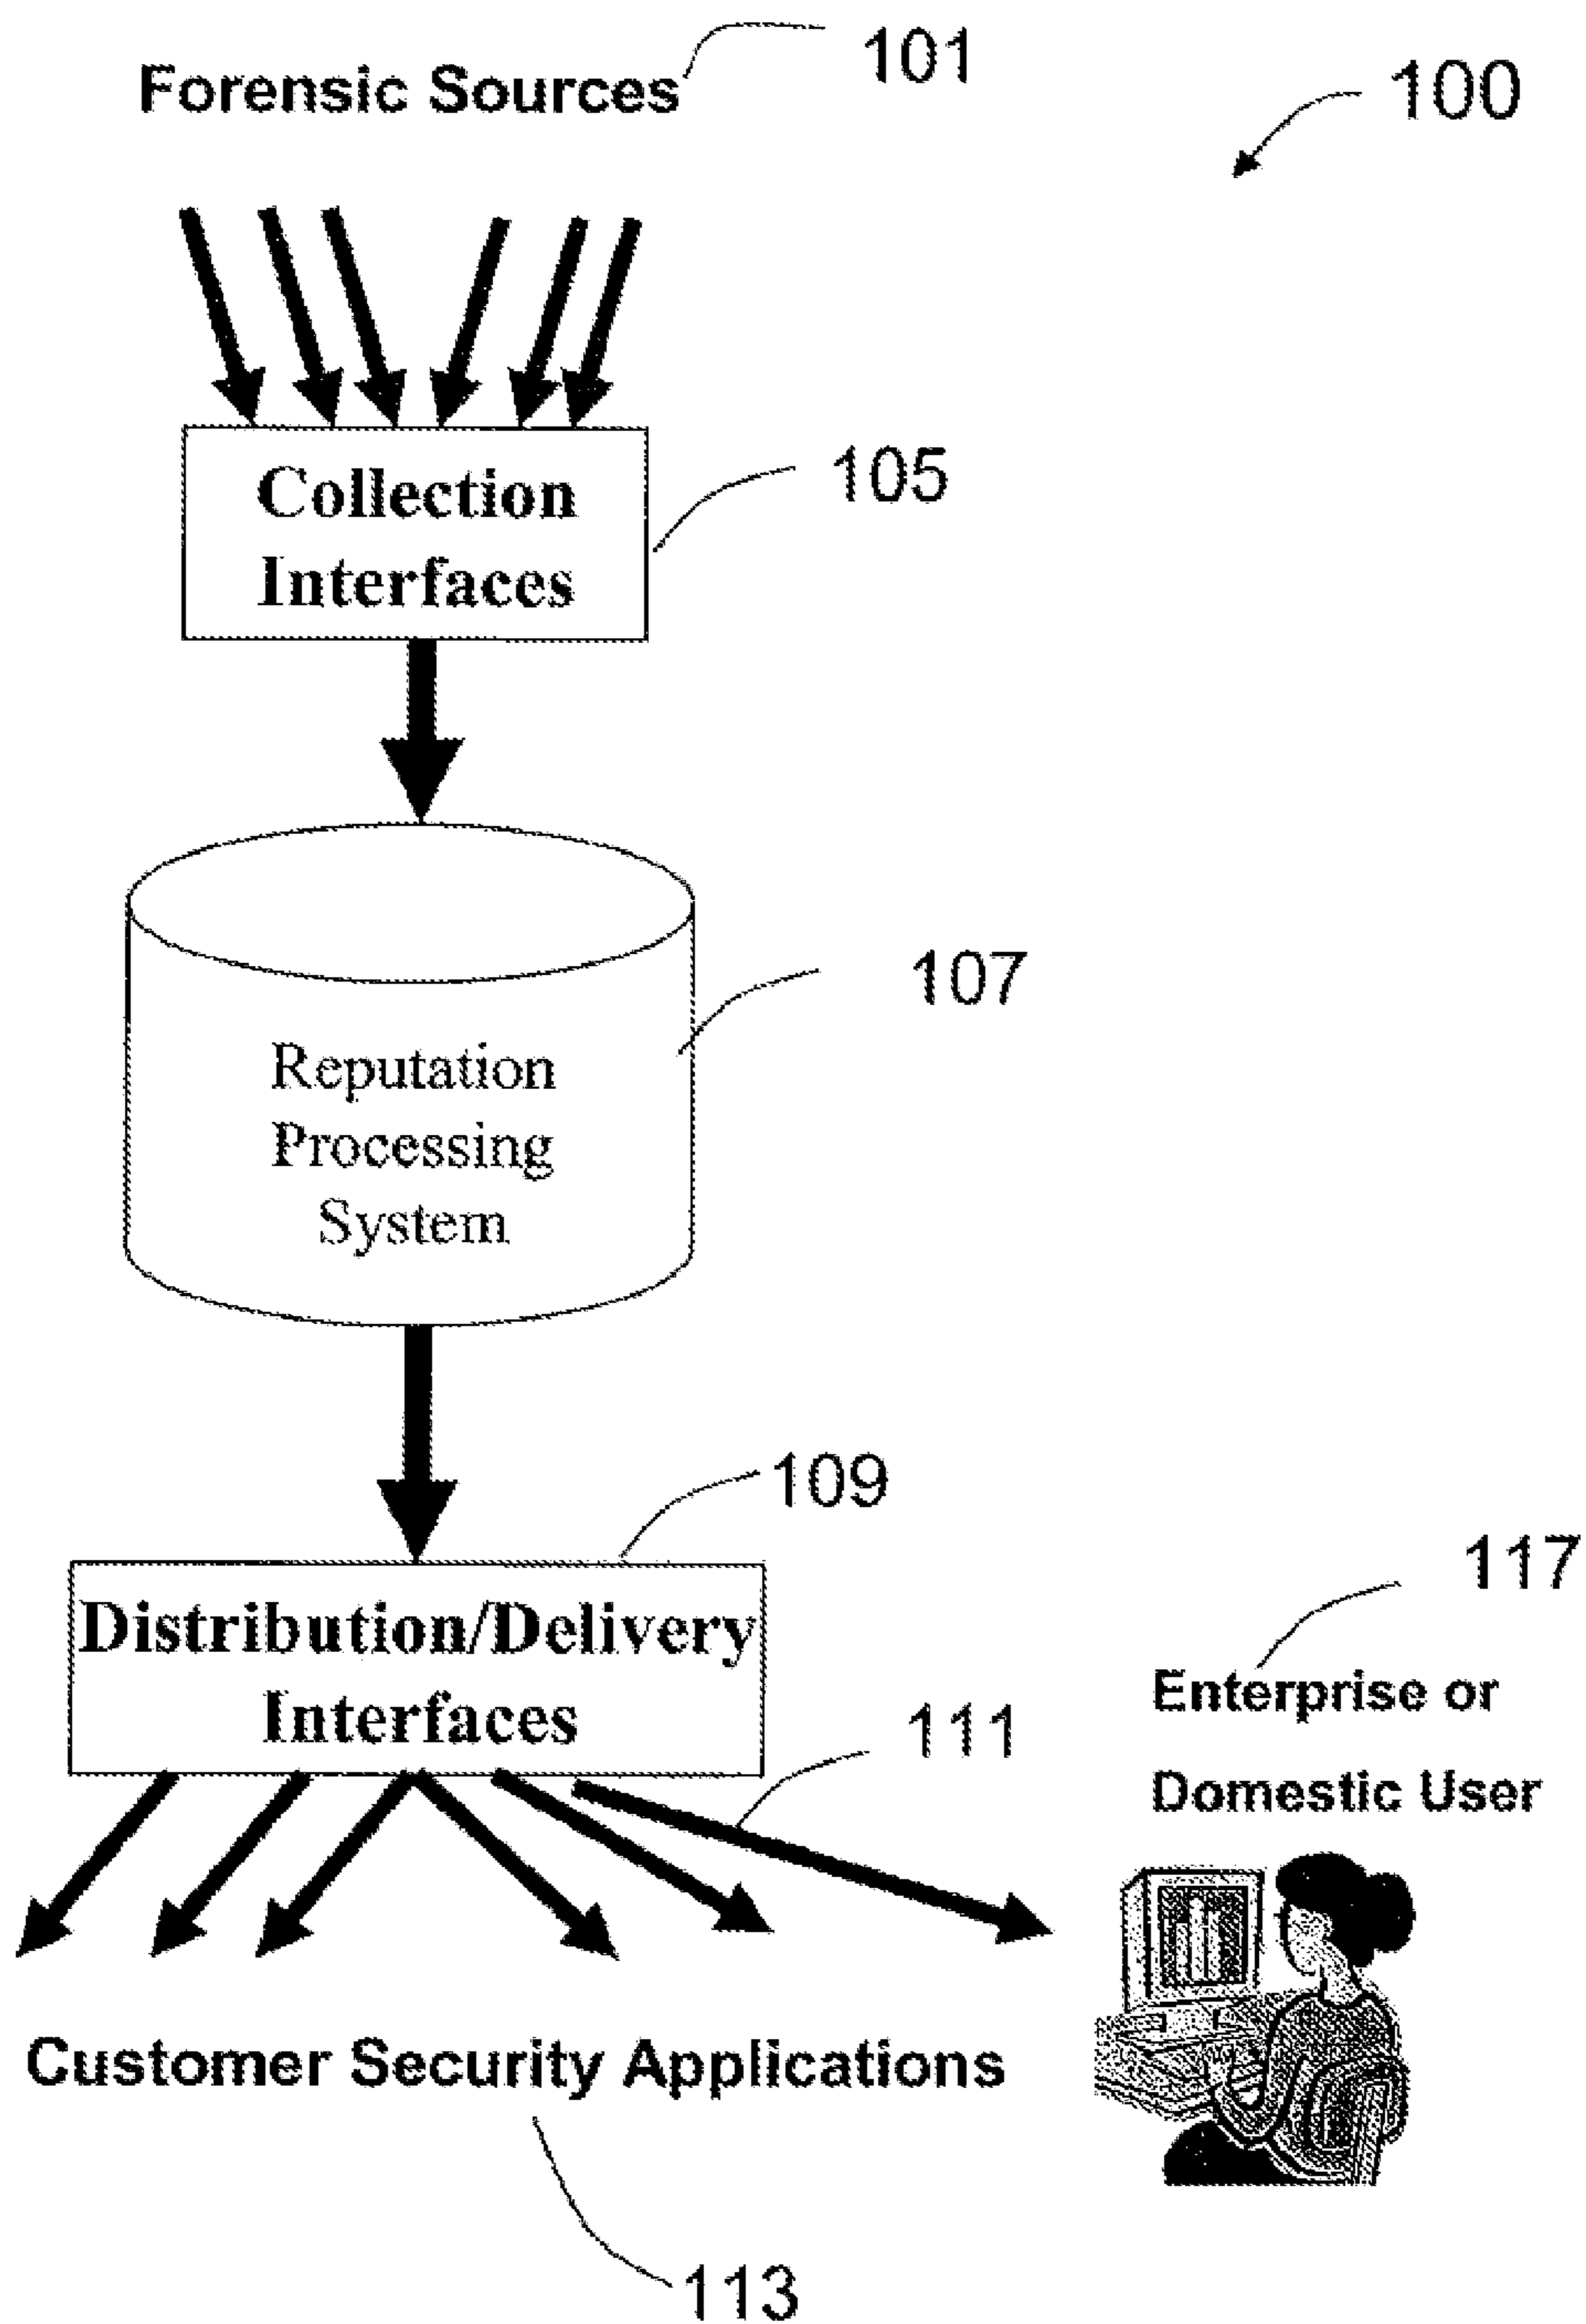 101
Forensic Sources
100
Collection
Interfaces
105
107
Reputation
Processing
System
109
Distribution/Delivery
Interfaces
117
Enterprise or
Domestic User
111
Customer Security Applications
113